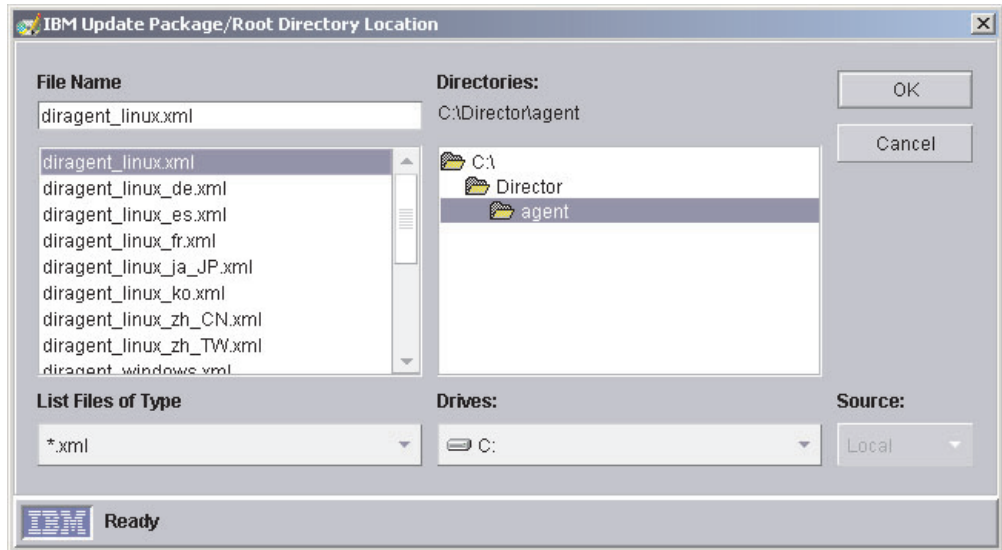 IBM Update Package/Root Directory Location
File Name
diragent_linux.xml
diragent_linux.xml
diragent_linux_de.xml
diragent_linux_es.xml
diragent_linux_fr.xml
diragent_linux_ja_JP.xml
diragent_linux_ko.xml
diragent_linux_zh_CN.xml
diragent_linux_zh_TW.xml
diragent_windows.xml
List Files of Type
*.xml
Directories:
C:\Director\agent
C:\
Director
agent
Drives:
C:
OK
Cancel
Source:
Local
IBM
Ready